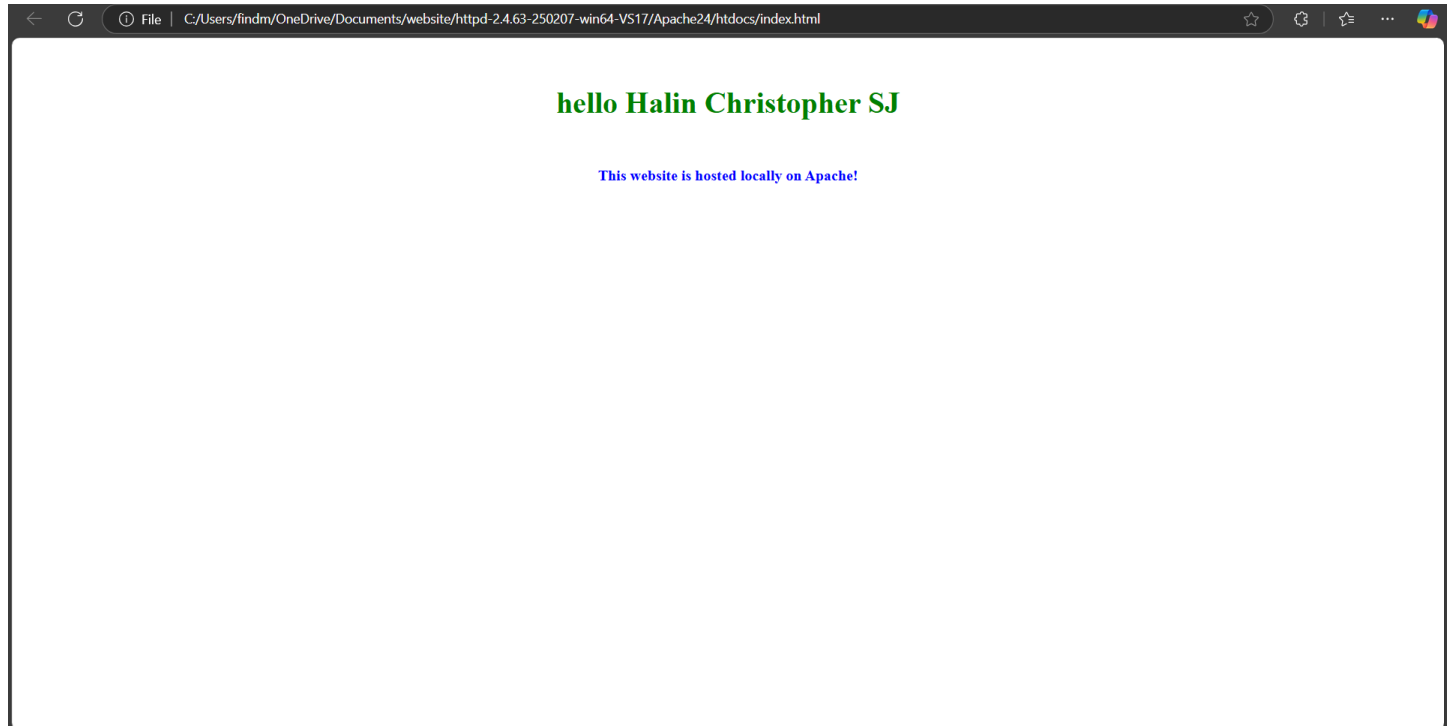 File | C:/Users/findm/OneDrive/Documents/website/httpd-2.4.63-250207-win64-VS17/Apache24/htdocs/index.html
hello Halin Christopher SJ
This website is hosted locally on Apache!